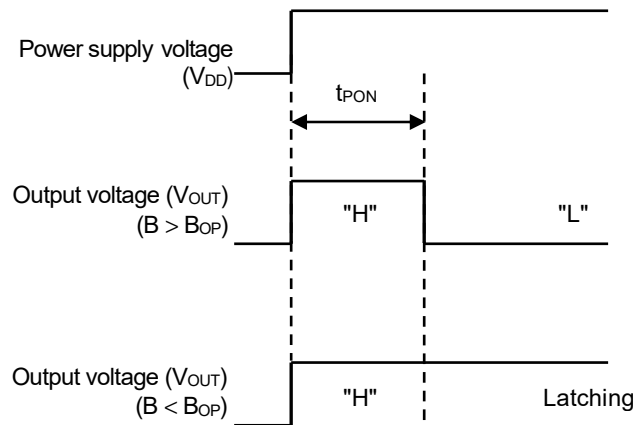 Power supply voltage
(VDD)
tPON
Output voltage (VOUT)
(B > BOP)
"H"
"L"
Output voltage (VOUT)
(B < BOP)
"H"
Latching